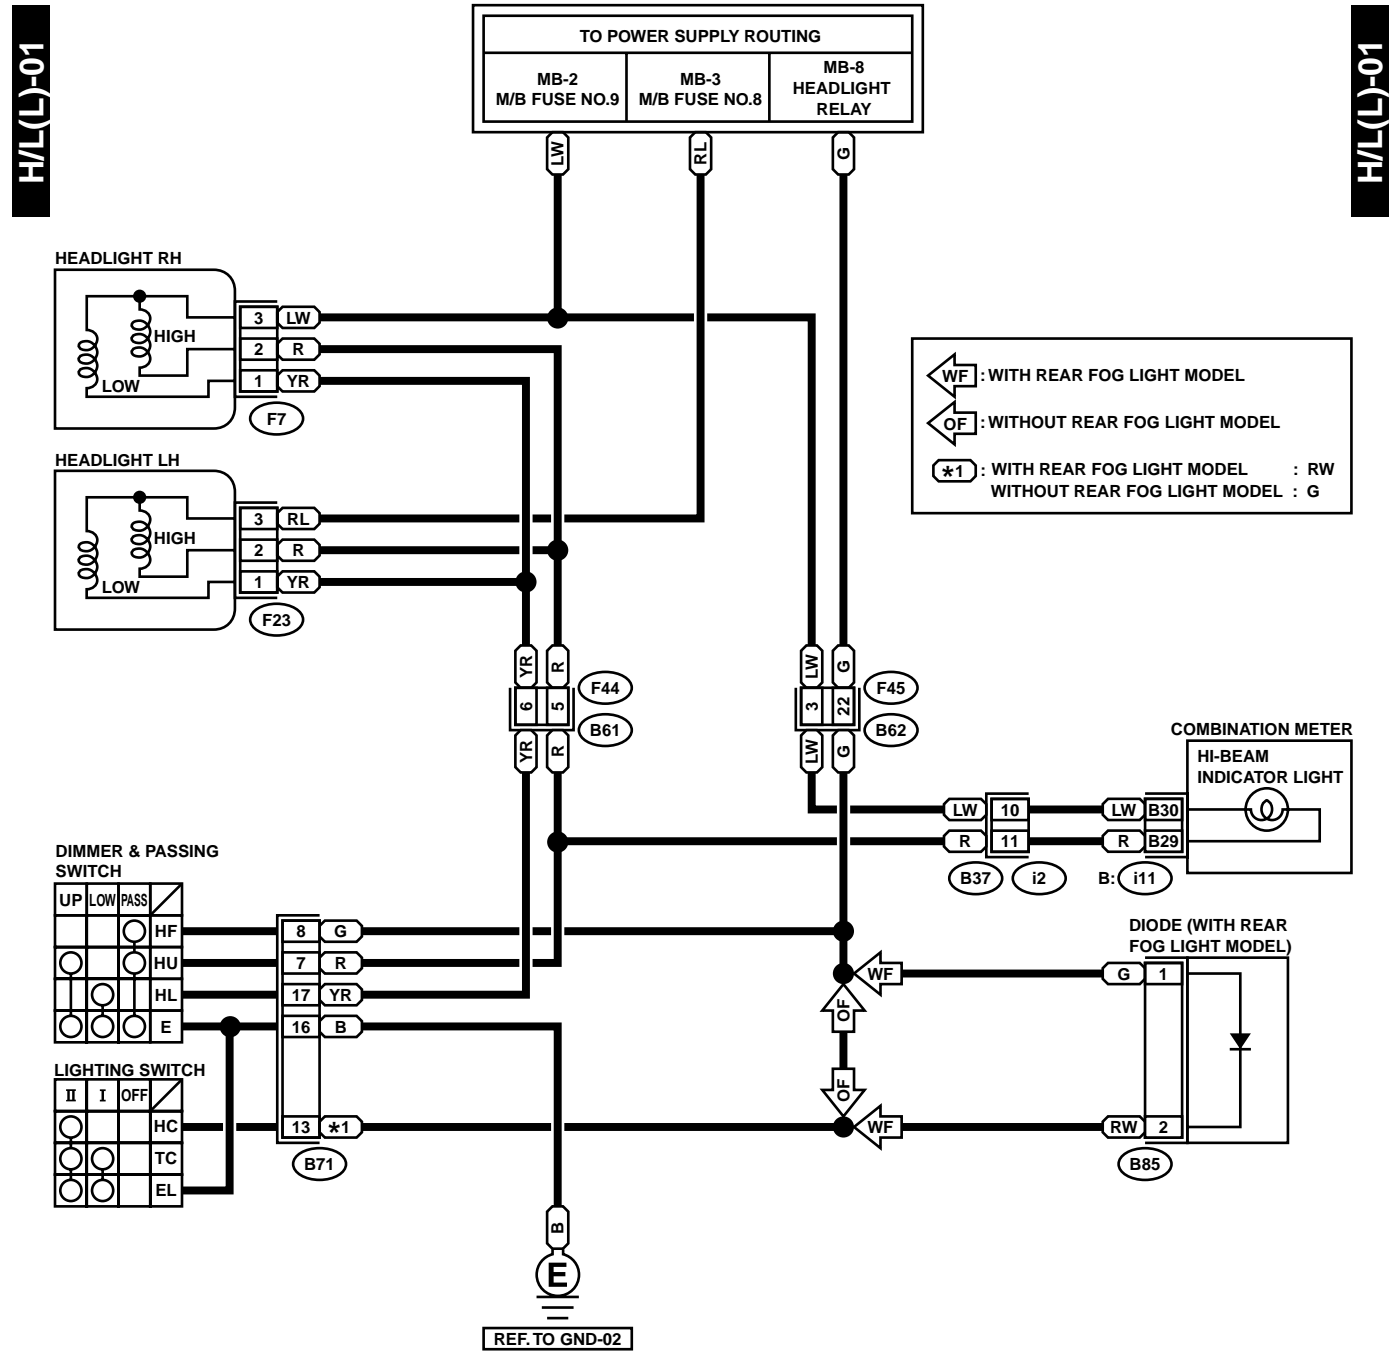 H/L(L)-01
H/L(L)-01
TO POWER SUPPLY ROUTING
MB-2
M/B FUSE NO.9
MB-3
M/B FUSE NO.8
MB-8
HEADLIGHT
RELAY
LW
RL
G
HEADLIGHT RH
HIGH
LOW
3 LW
2 R
1 YR
F7
HEADLIGHT LH
HIGH
LOW
3 RL
2 R
1 YR
F23
WF : WITH REAR FOG LIGHT MODEL
OF : WITHOUT REAR FOG LIGHT MODEL
*1 : WITH REAR FOG LIGHT MODEL : RW
WITHOUT REAR FOG LIGHT MODEL : G
YR R
6 5
F44
B61
YR R
LW G
3 22
F45
B62
LW G
COMBINATION METER
HI-BEAM
INDICATOR LIGHT
LW 10 LW B30
R 11 R B29
B37 i2 B: i11
DIMMER & PASSING
SWITCH
UP LOW PASS
HF
HU
HL
E
8 G
7 R
17 YR
16 B
13 *1
B71
LIGHTING SWITCH
II I OFF
HC
TC
EL
DIODE (WITH REAR
FOG LIGHT MODEL)
WF G 1
OF
OF
WF RW 2
B85
B
E
REF. TO GND-02